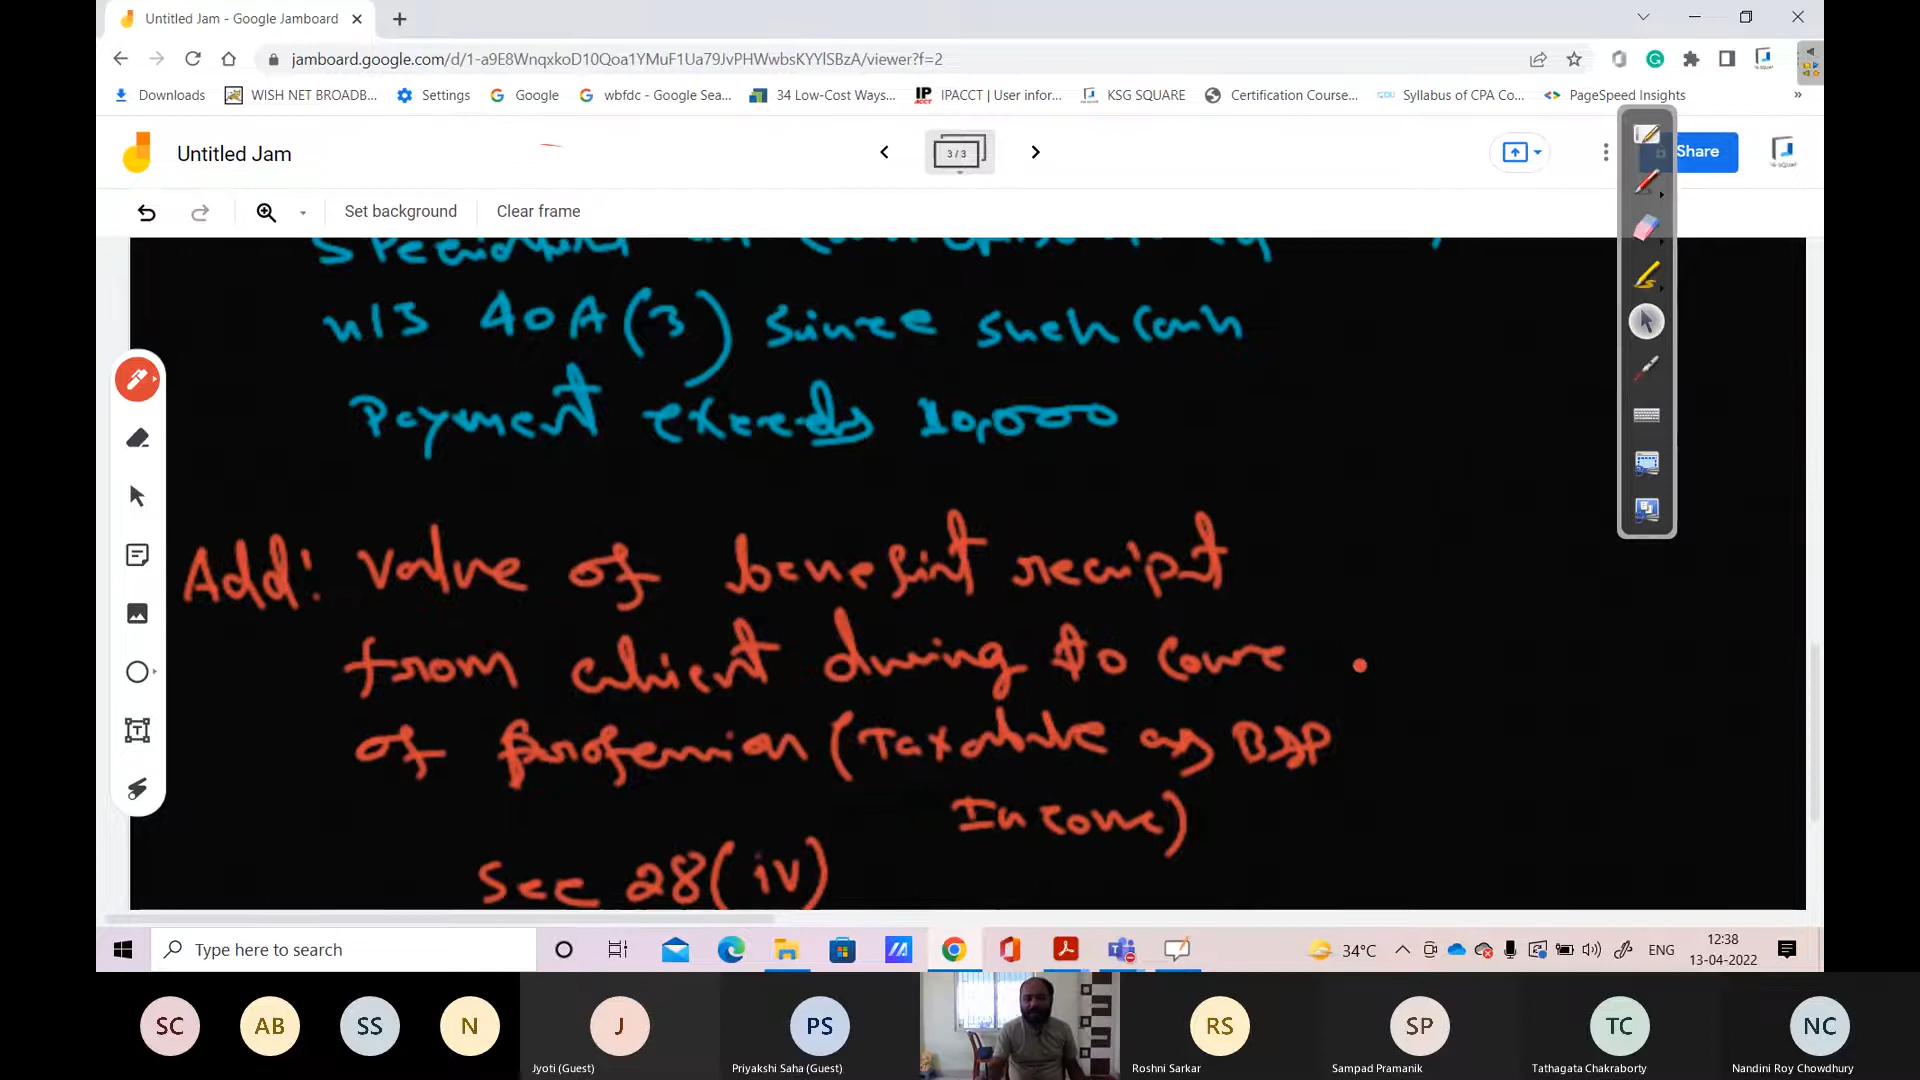 Untitled Jam - Google Jamboard
jamboard.google.com/d/1-a9E8WnqxkoD10Qoa1YMuF1Ua79JvPHWwbsKYYlSBzA/viewer?f=2
Downloads WISH NET BROADB... Settings Google wbfdc - Google Sea... 34 Low-Cost Ways... IP ACCT IPACCT | User infor... KSG SQUARE Certification Course... Syllabus of CPA Co... PageSpeed Insights »
Untitled Jam
3 / 3
Share
Set background Clear frame
u/s 40A(3) Since such Cash
Payment exceeds 10,000
Add: Value of benefint receipt
from client during to course
of profession (Taxable as B&P
Income)
Sec 28(iv)
Type here to search
34°C
ENG
12:38
13-04-2022
SC AB SS N J PS RS SP TC NC
Jyoti (Guest) Priyakshi Saha (Guest) Roshni Sarkar Sampad Pramanik Tathagata Chakraborty Nandini Roy Chowdhury